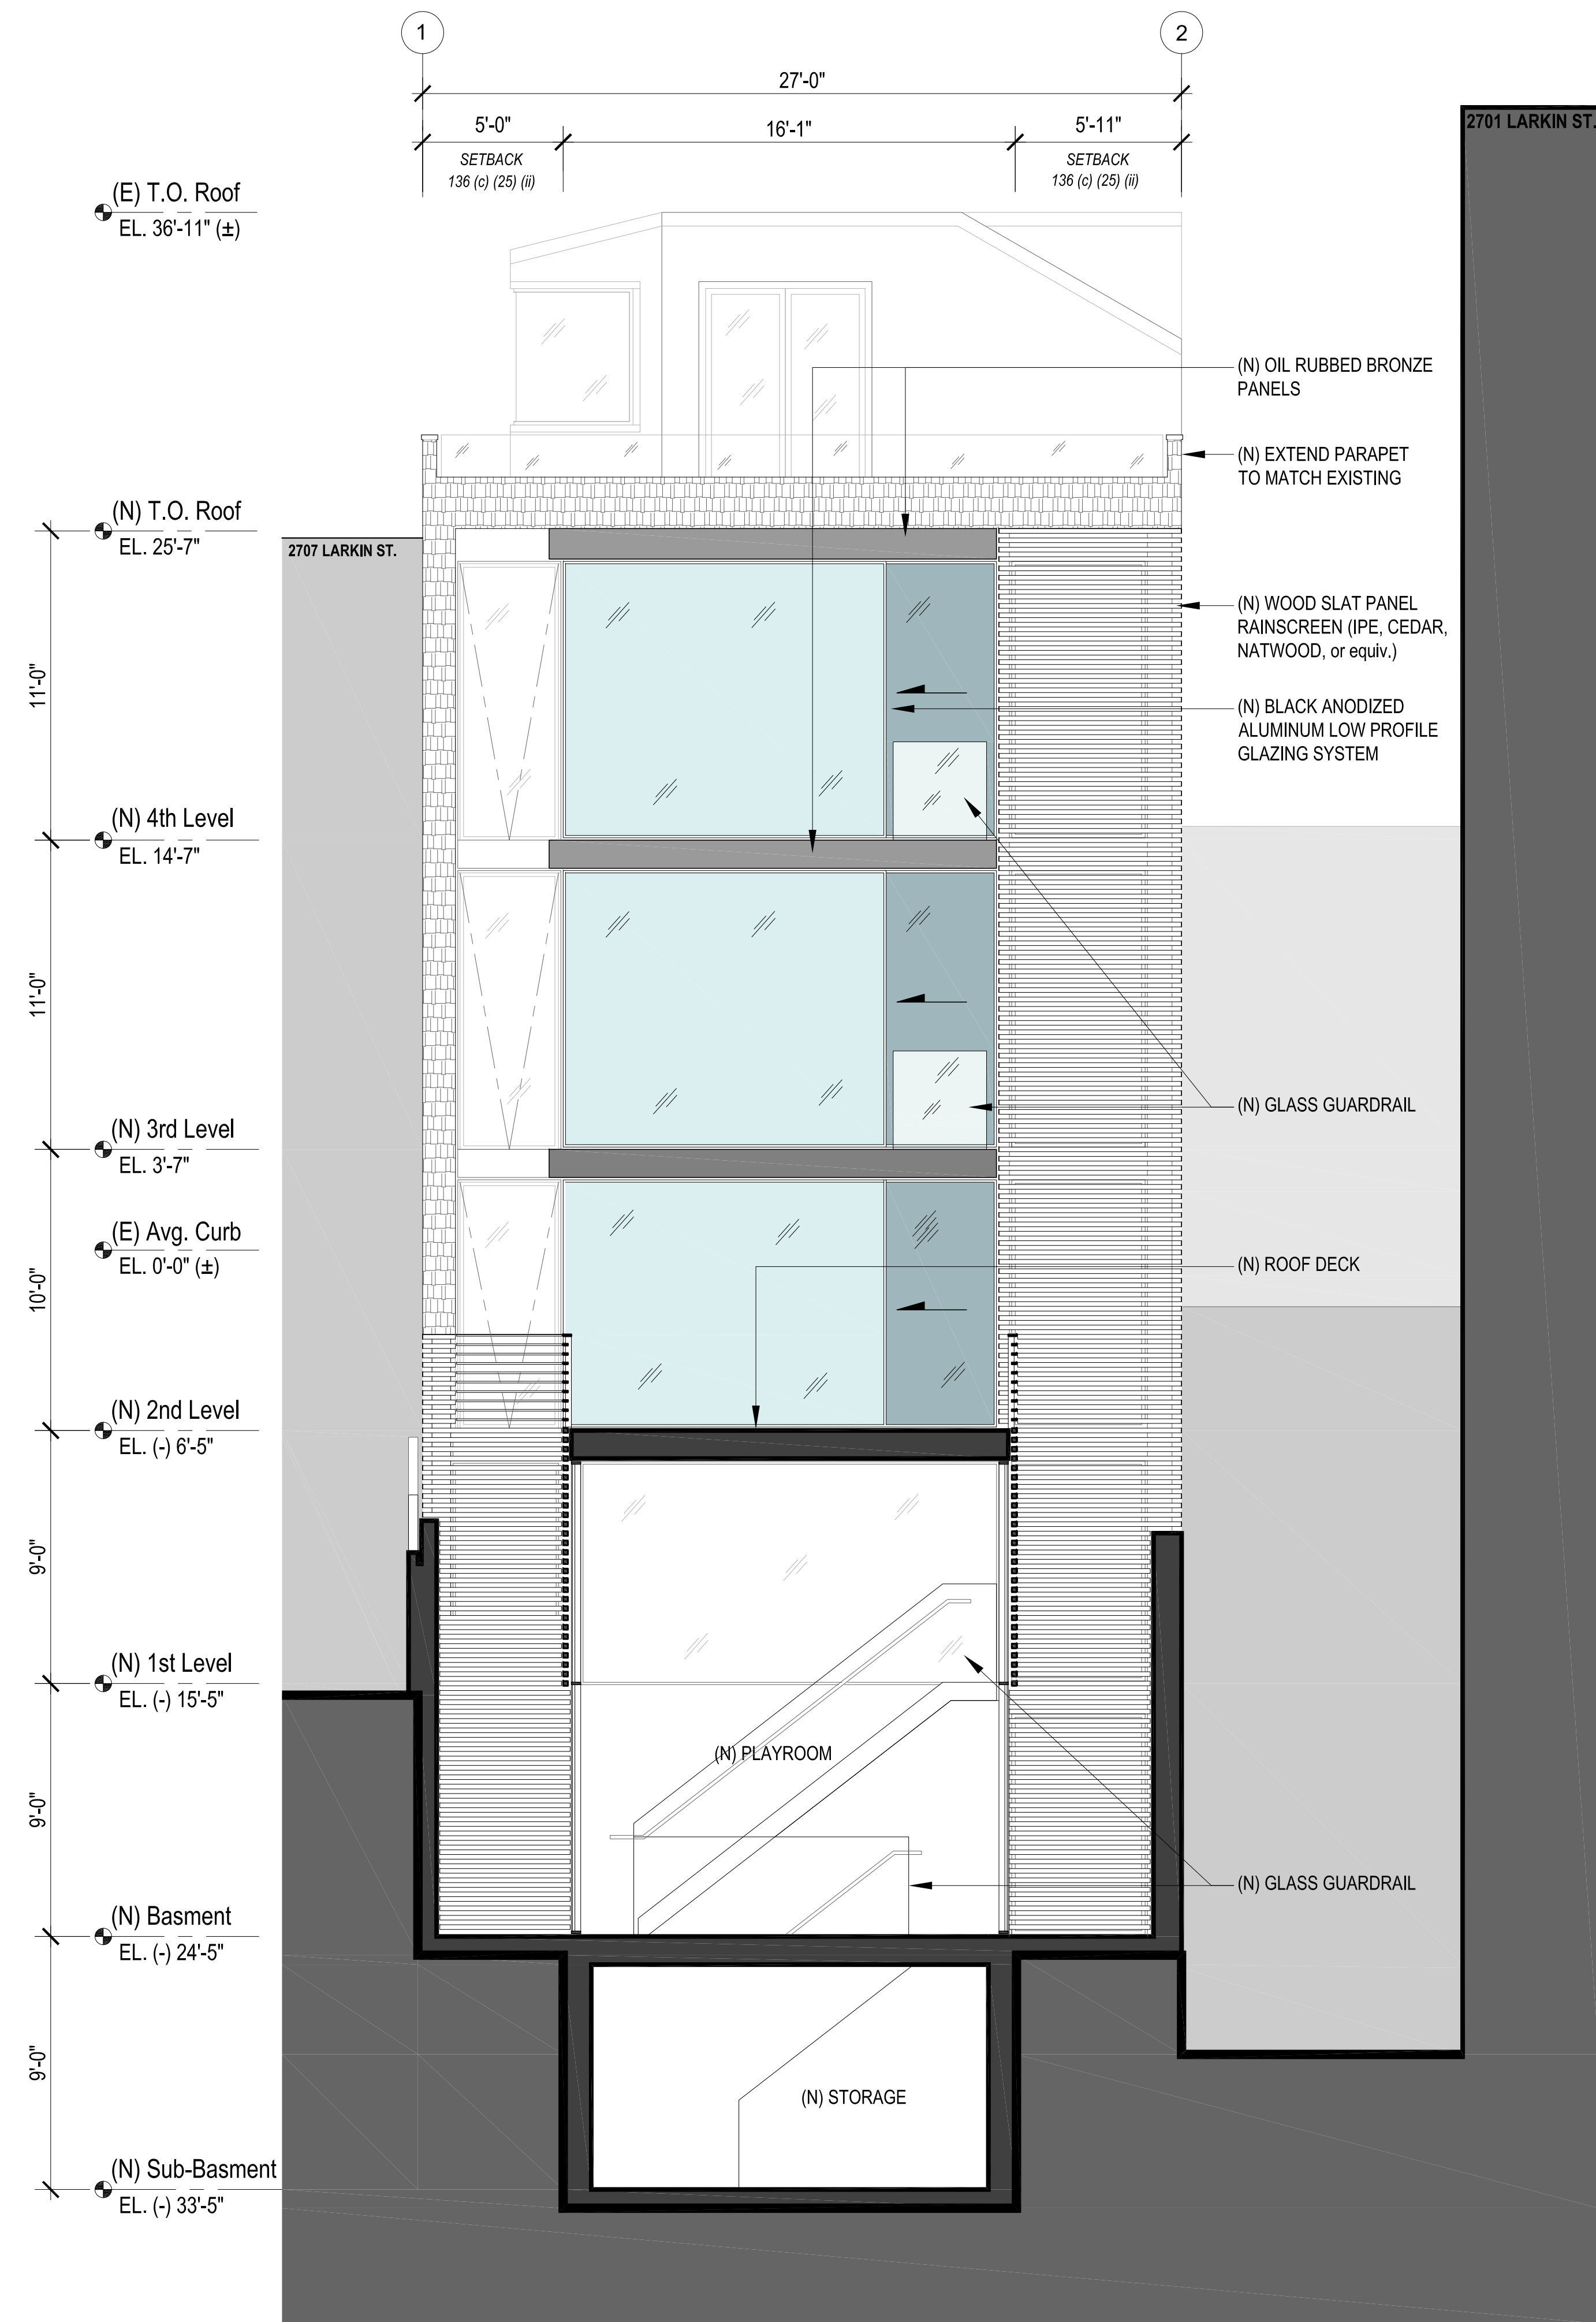 1
2
27'-0"
5'-0"
16'-1"
5'-11"
SETBACK
136 (c) (25) (ii)
SETBACK
136 (c) (25) (ii)
2701 LARKIN ST.
(E) T.O. Roof
EL. 36'-11" (±)
(N) OIL RUBBED BRONZE
PANELS
(N) EXTEND PARAPET
TO MATCH EXISTING
(N) T.O. Roof
EL. 25'-7"
2707 LARKIN ST.
(N) WOOD SLAT PANEL
RAINSCREEN (IPE, CEDAR,
NATWOOD, or equiv.)
11'-0"
(N) BLACK ANODIZED
ALUMINUM LOW PROFILE
GLAZING SYSTEM
(N) 4th Level
EL. 14'-7"
11'-0"
(N) GLASS GUARDRAIL
(N) 3rd Level
EL. 3'-7"
(E) Avg. Curb
EL. 0'-0" (±)
10'-0"
(N) ROOF DECK
(N) 2nd Level
EL. (-) 6'-5"
9'-0"
(N) 1st Level
EL. (-) 15'-5"
(N) PLAYROOM
9'-0"
(N) GLASS GUARDRAIL
(N) Basment
EL. (-) 24'-5"
9'-0"
(N) STORAGE
(N) Sub-Basment
EL. (-) 33'-5"